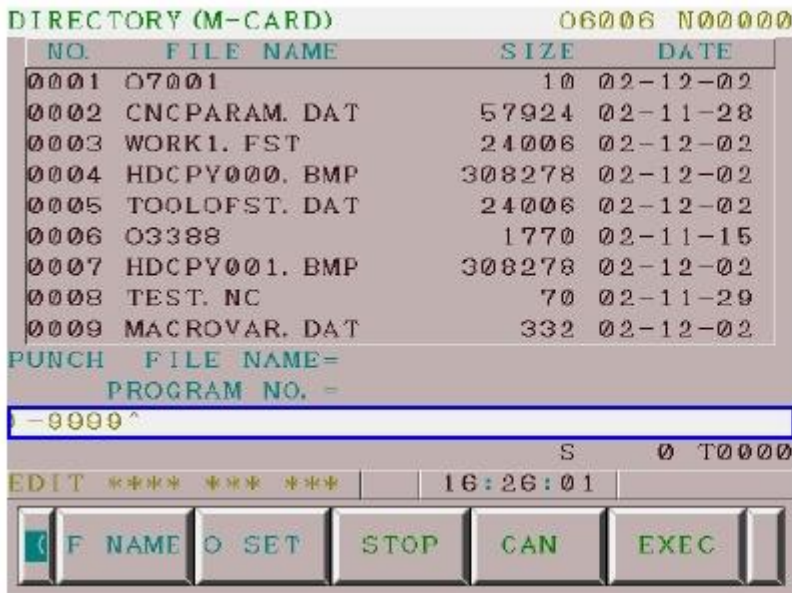 DIRECTORY (M-CARD) O6006 N00000
NO. FILE NAME SIZE DATE
0001 O7001 10 02-12-02
0002 CNCPARAM. DAT 57924 02-11-28
0003 WORK1. FST 24006 02-12-02
0004 HDCPY000. BMP 308278 02-12-02
0005 TOOLOFST. DAT 24006 02-12-02
0006 O3388 1770 02-11-15
0007 HDCPY001. BMP 308278 02-12-02
0008 TEST. NC 70 02-11-29
0009 MACROVAR. DAT 332 02-12-02
PUNCH FILE NAME=
PROGRAM NO. =
-9999^
S 0 T0000
EDIT **** *** *** 16:26:01
( F NAME O SET STOP CAN EXEC